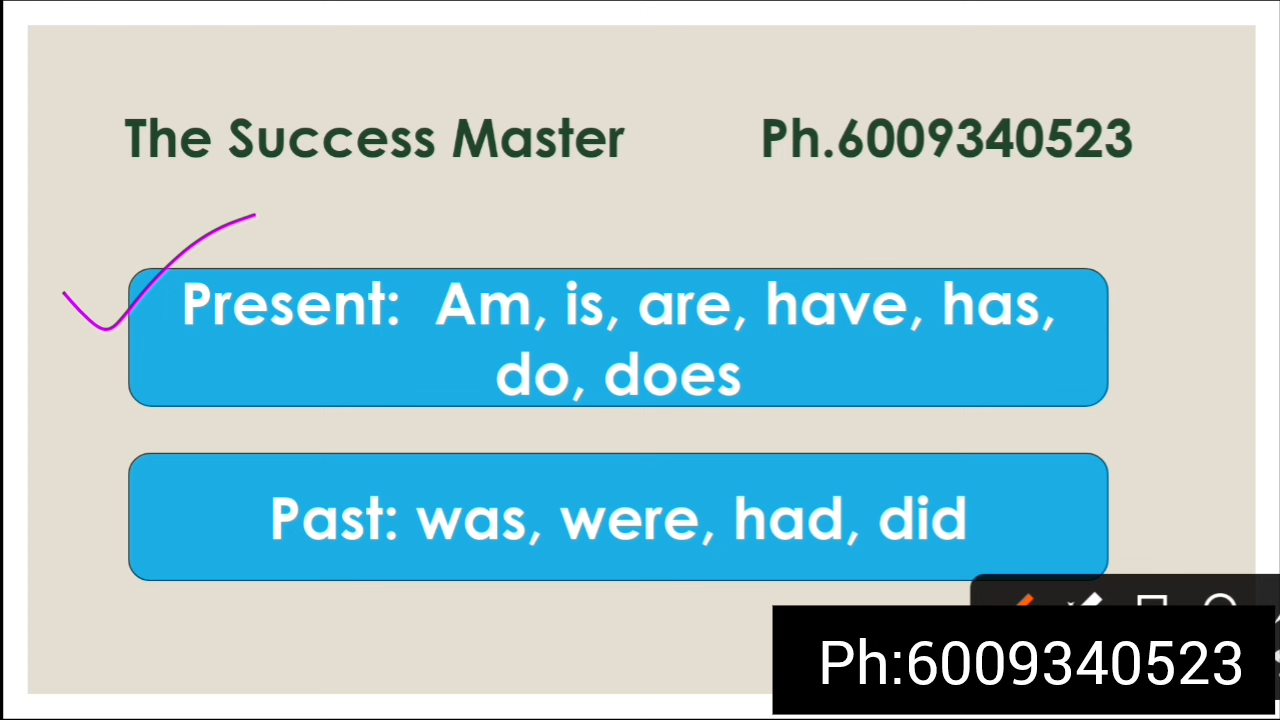 The Success Master Ph.6009340523
Present: Am, is, are, have, has,
do, does
Past: was, were, had, did
Ph:6009340523